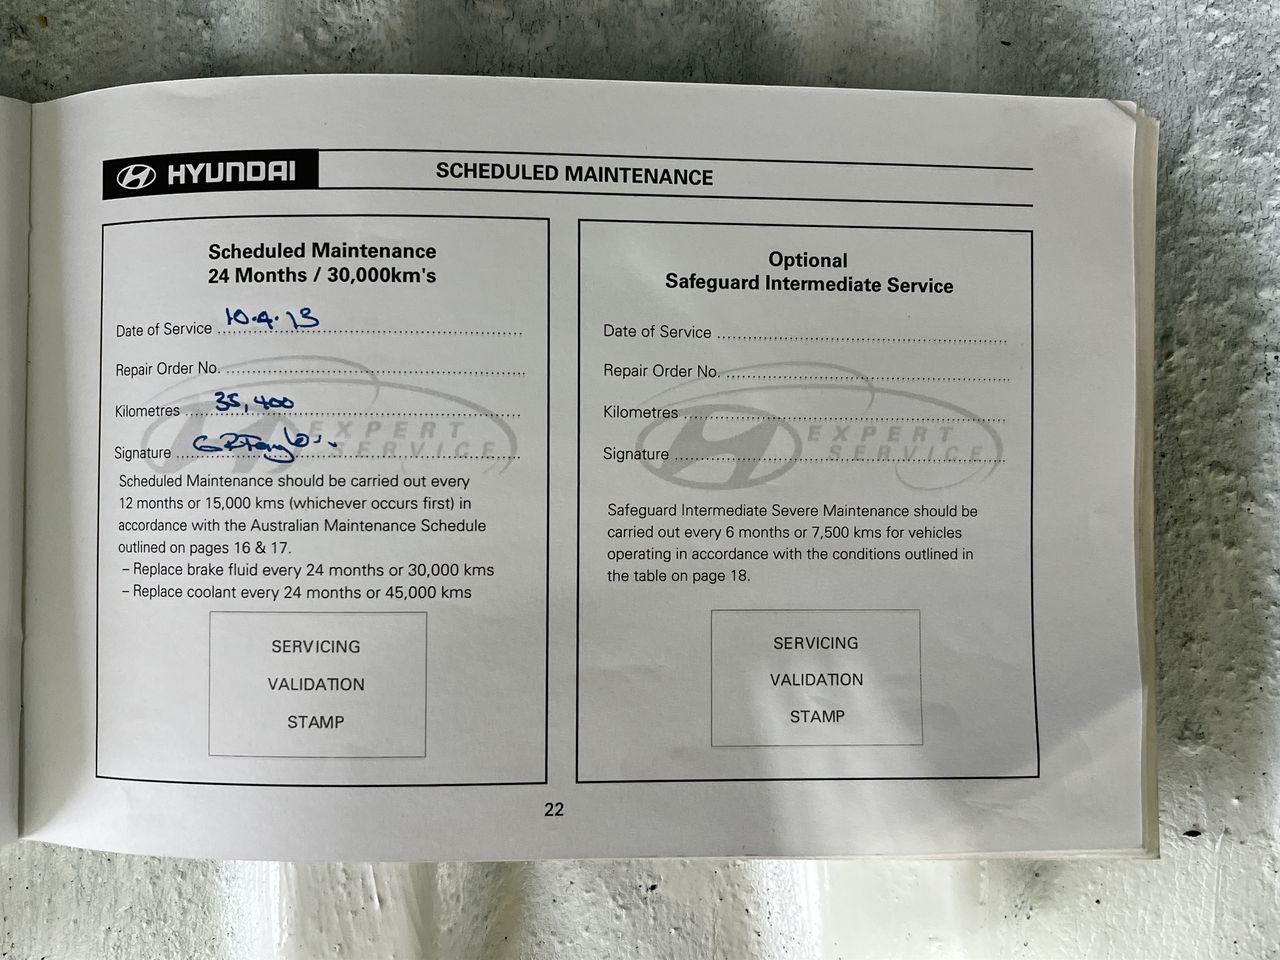 HYUNDAI
SCHEDULED MAINTENANCE
Scheduled Maintenance
24 Months / 30,000km's
Date of Service 10.4.13
Repair Order No.
Kilometres 35,400
Signature
EXPERT
SERVICE
Scheduled Maintenance should be carried out every
12 months or 15,000 kms (whichever occurs first) in
accordance with the Australian Maintenance Schedule
outlined on pages 16 & 17.
– Replace brake fluid every 24 months or 30,000 kms
– Replace coolant every 24 months or 45,000 kms
SERVICING
VALIDATION
STAMP
Optional
Safeguard Intermediate Service
Date of Service
Repair Order No.
Kilometres
Signature
EXPERT
SERVICE
Safeguard Intermediate Severe Maintenance should be
carried out every 6 months or 7,500 kms for vehicles
operating in accordance with the conditions outlined in
the table on page 18.
SERVICING
VALIDATION
STAMP
22